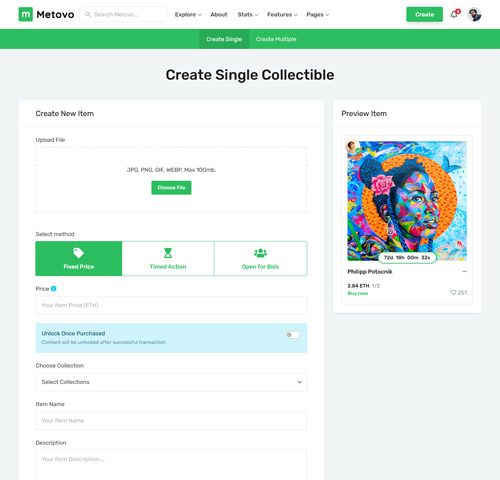 m Metovo Search Metovo... Explore About Stats Features Pages Create 4
Create Single Create Multiple
Create Single Collectible
Create New Item
Upload File
JPG, PNG, GIF, WEBP, Max 100mb.
Choose File
Select method
Fixed Price Timed Action Open for Bids
Price
Your Item Price (ETH)
Unlock Once Purchased
Content will be unlocked after successful transaction.
Choose Collection
Select Collections
Item Name
Your Item Name
Description
Your Item Description....
Preview Item
72d 18h 00m 32s
Philipp Potocnik
2.84 ETH 1/2
Buy now 251